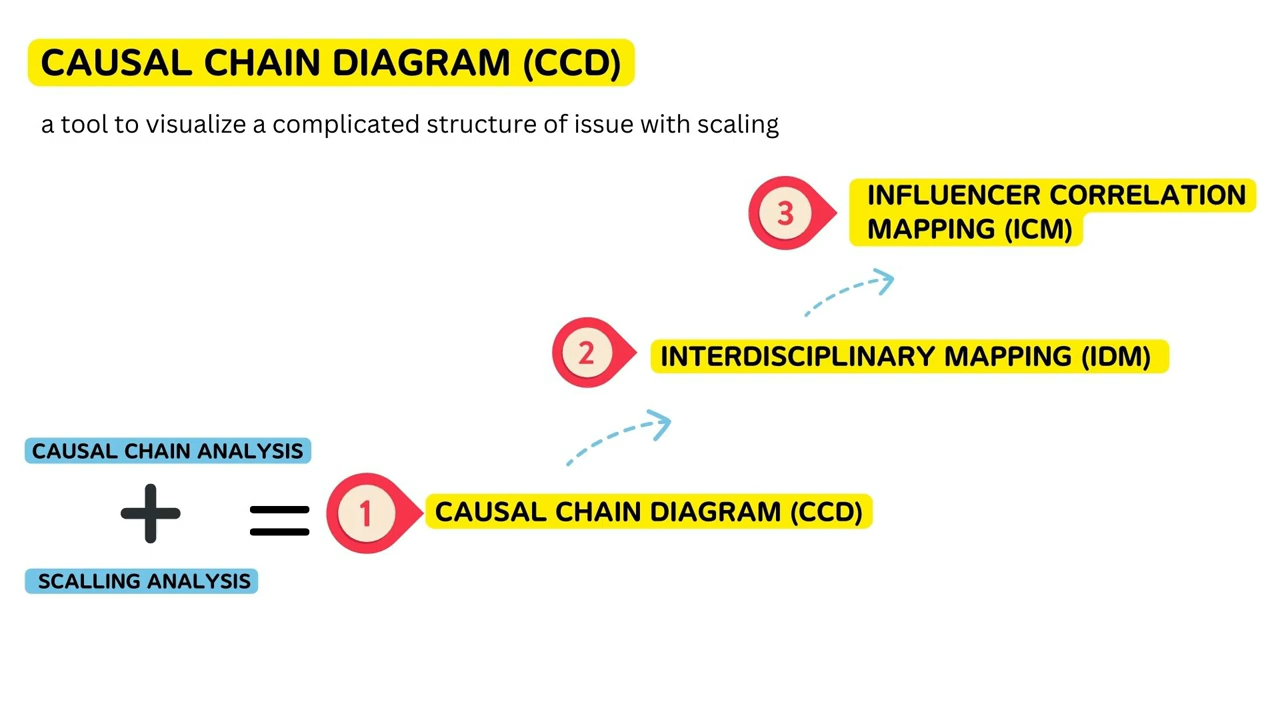 CAUSAL CHAIN DIAGRAM (CCD)
a tool to visualize a complicated structure of issue with scaling
3
INFLUENCER CORRELATION
MAPPING (ICM)
2
INTERDISCIPLINARY MAPPING (IDM)
CAUSAL CHAIN ANALYSIS
+
=
1
CAUSAL CHAIN DIAGRAM (CCD)
SCALLING ANALYSIS